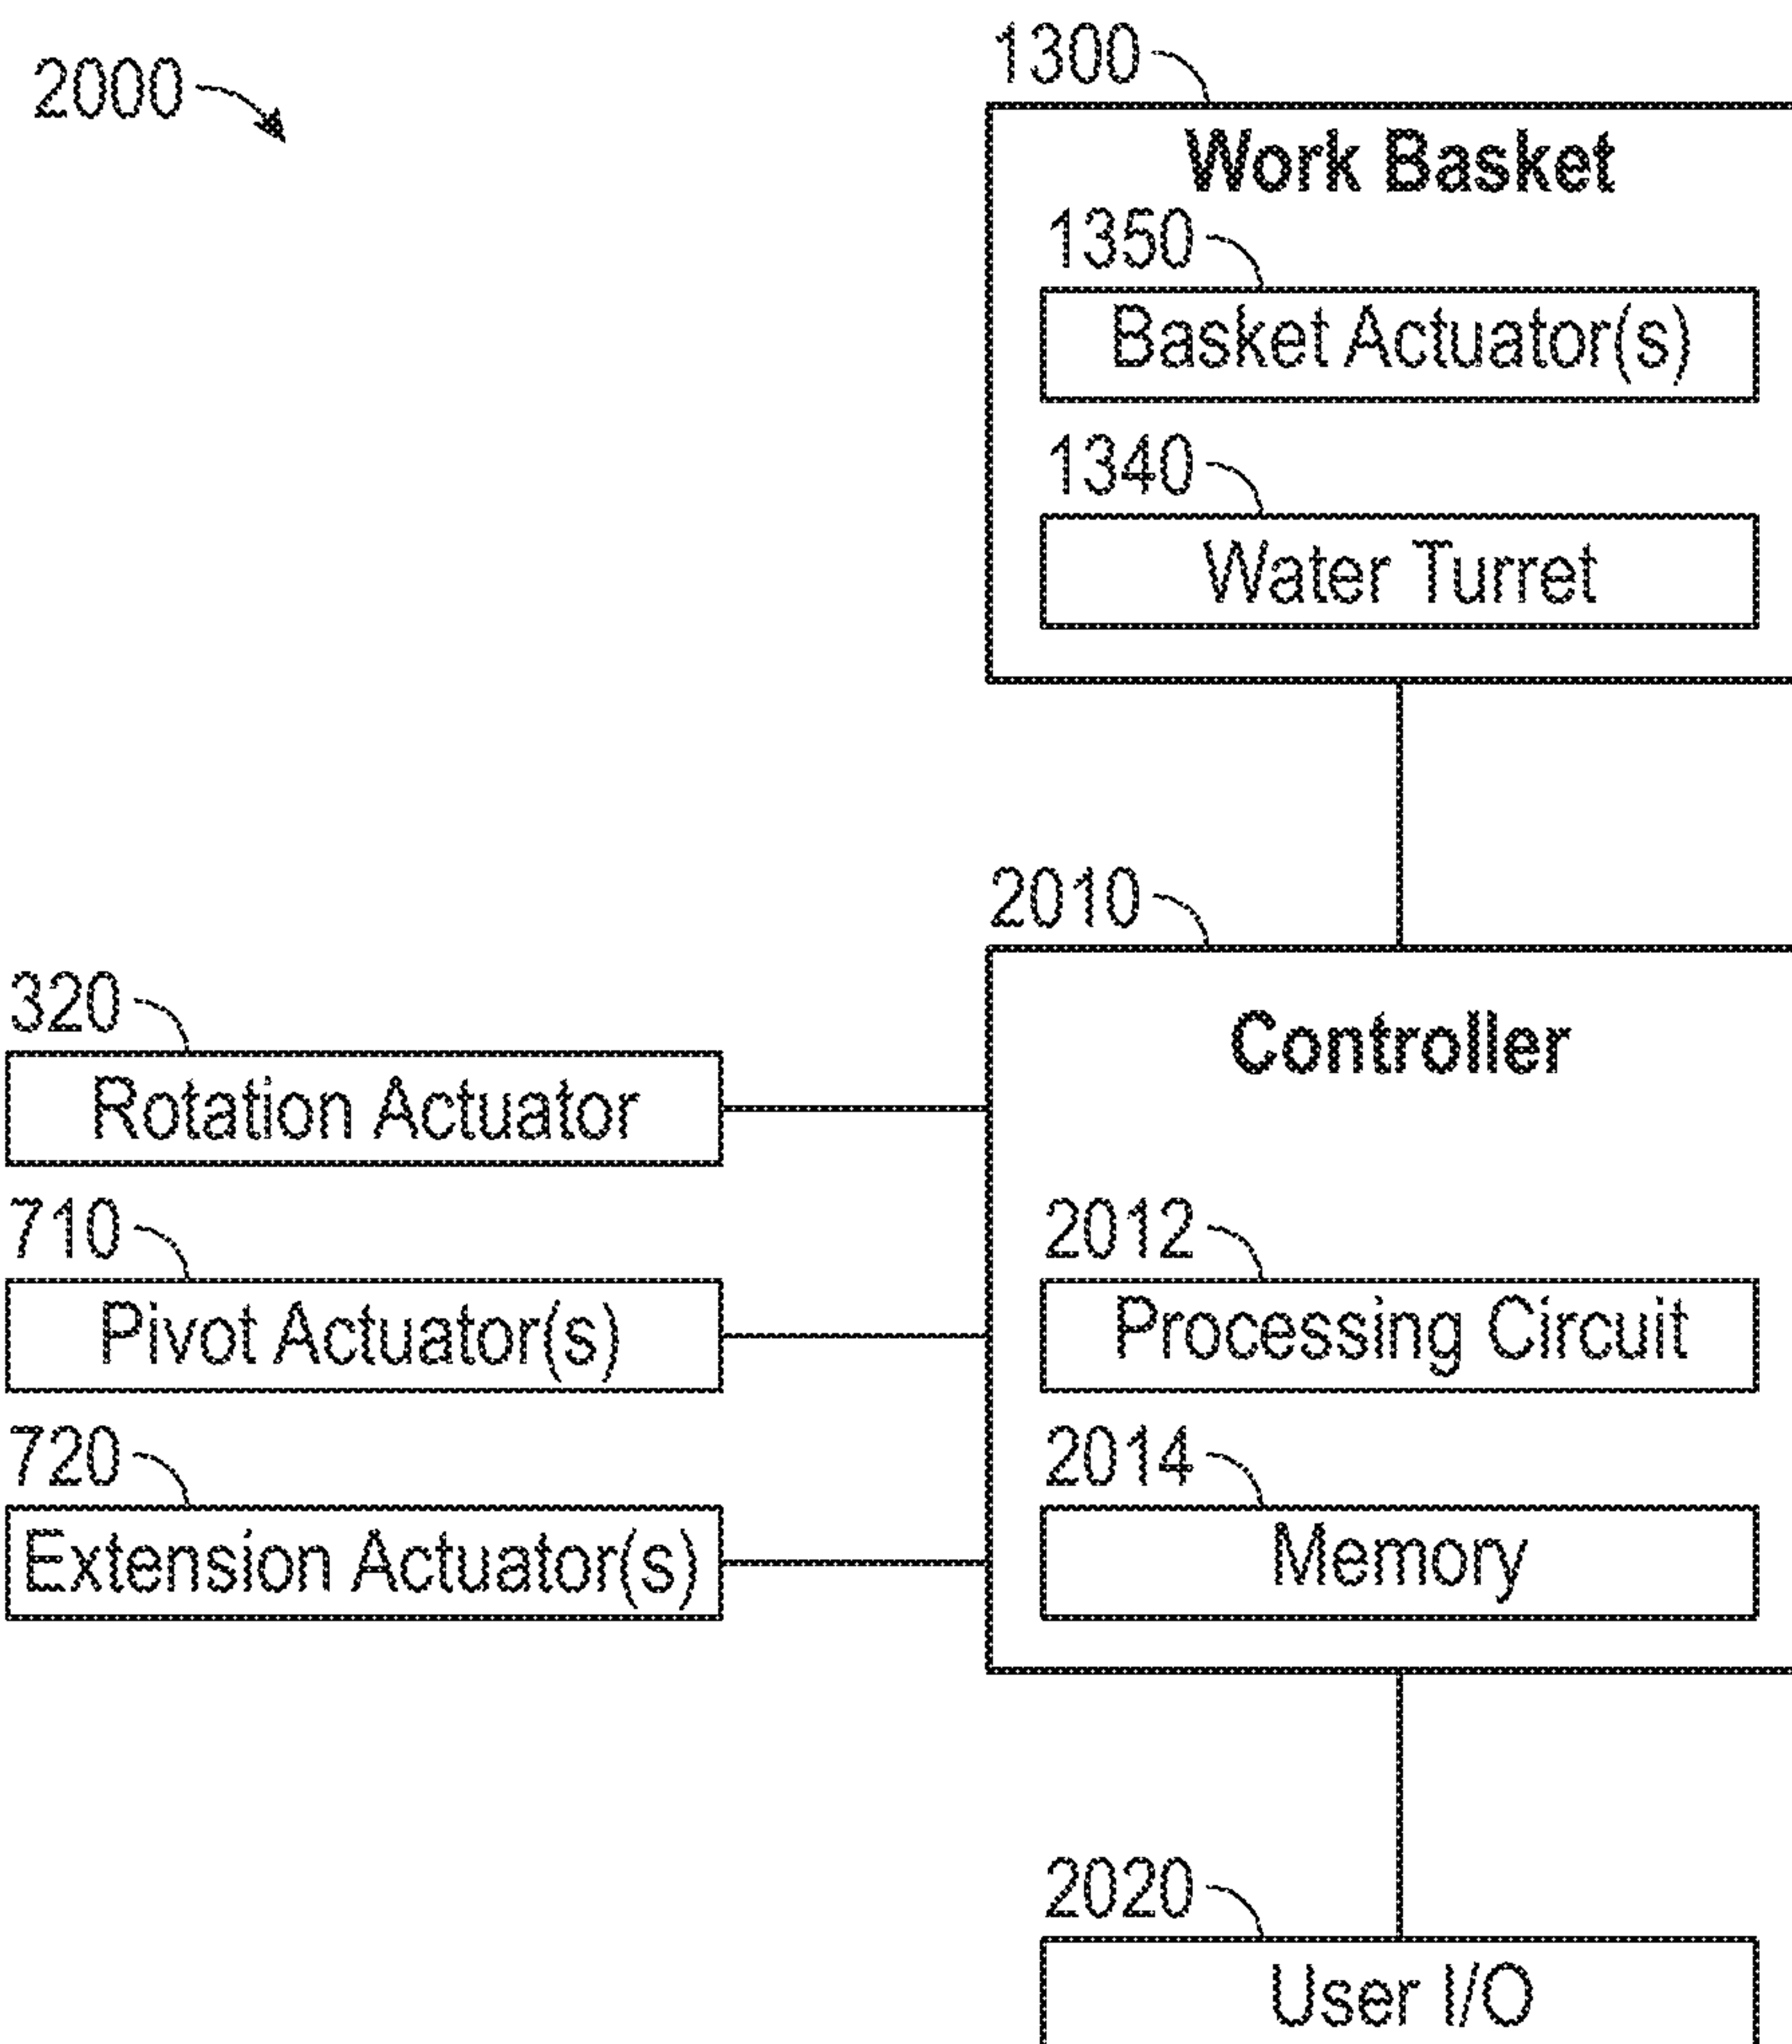 2000
1300
Work Basket
1350
Basket Actuator(s)
1340
Water Turret
2010
Controller
320
Rotation Actuator
710
Pivot Actuator(s)
720
Extension Actuator(s)
2012
Processing Circuit
2014
Memory
2020
User I/O